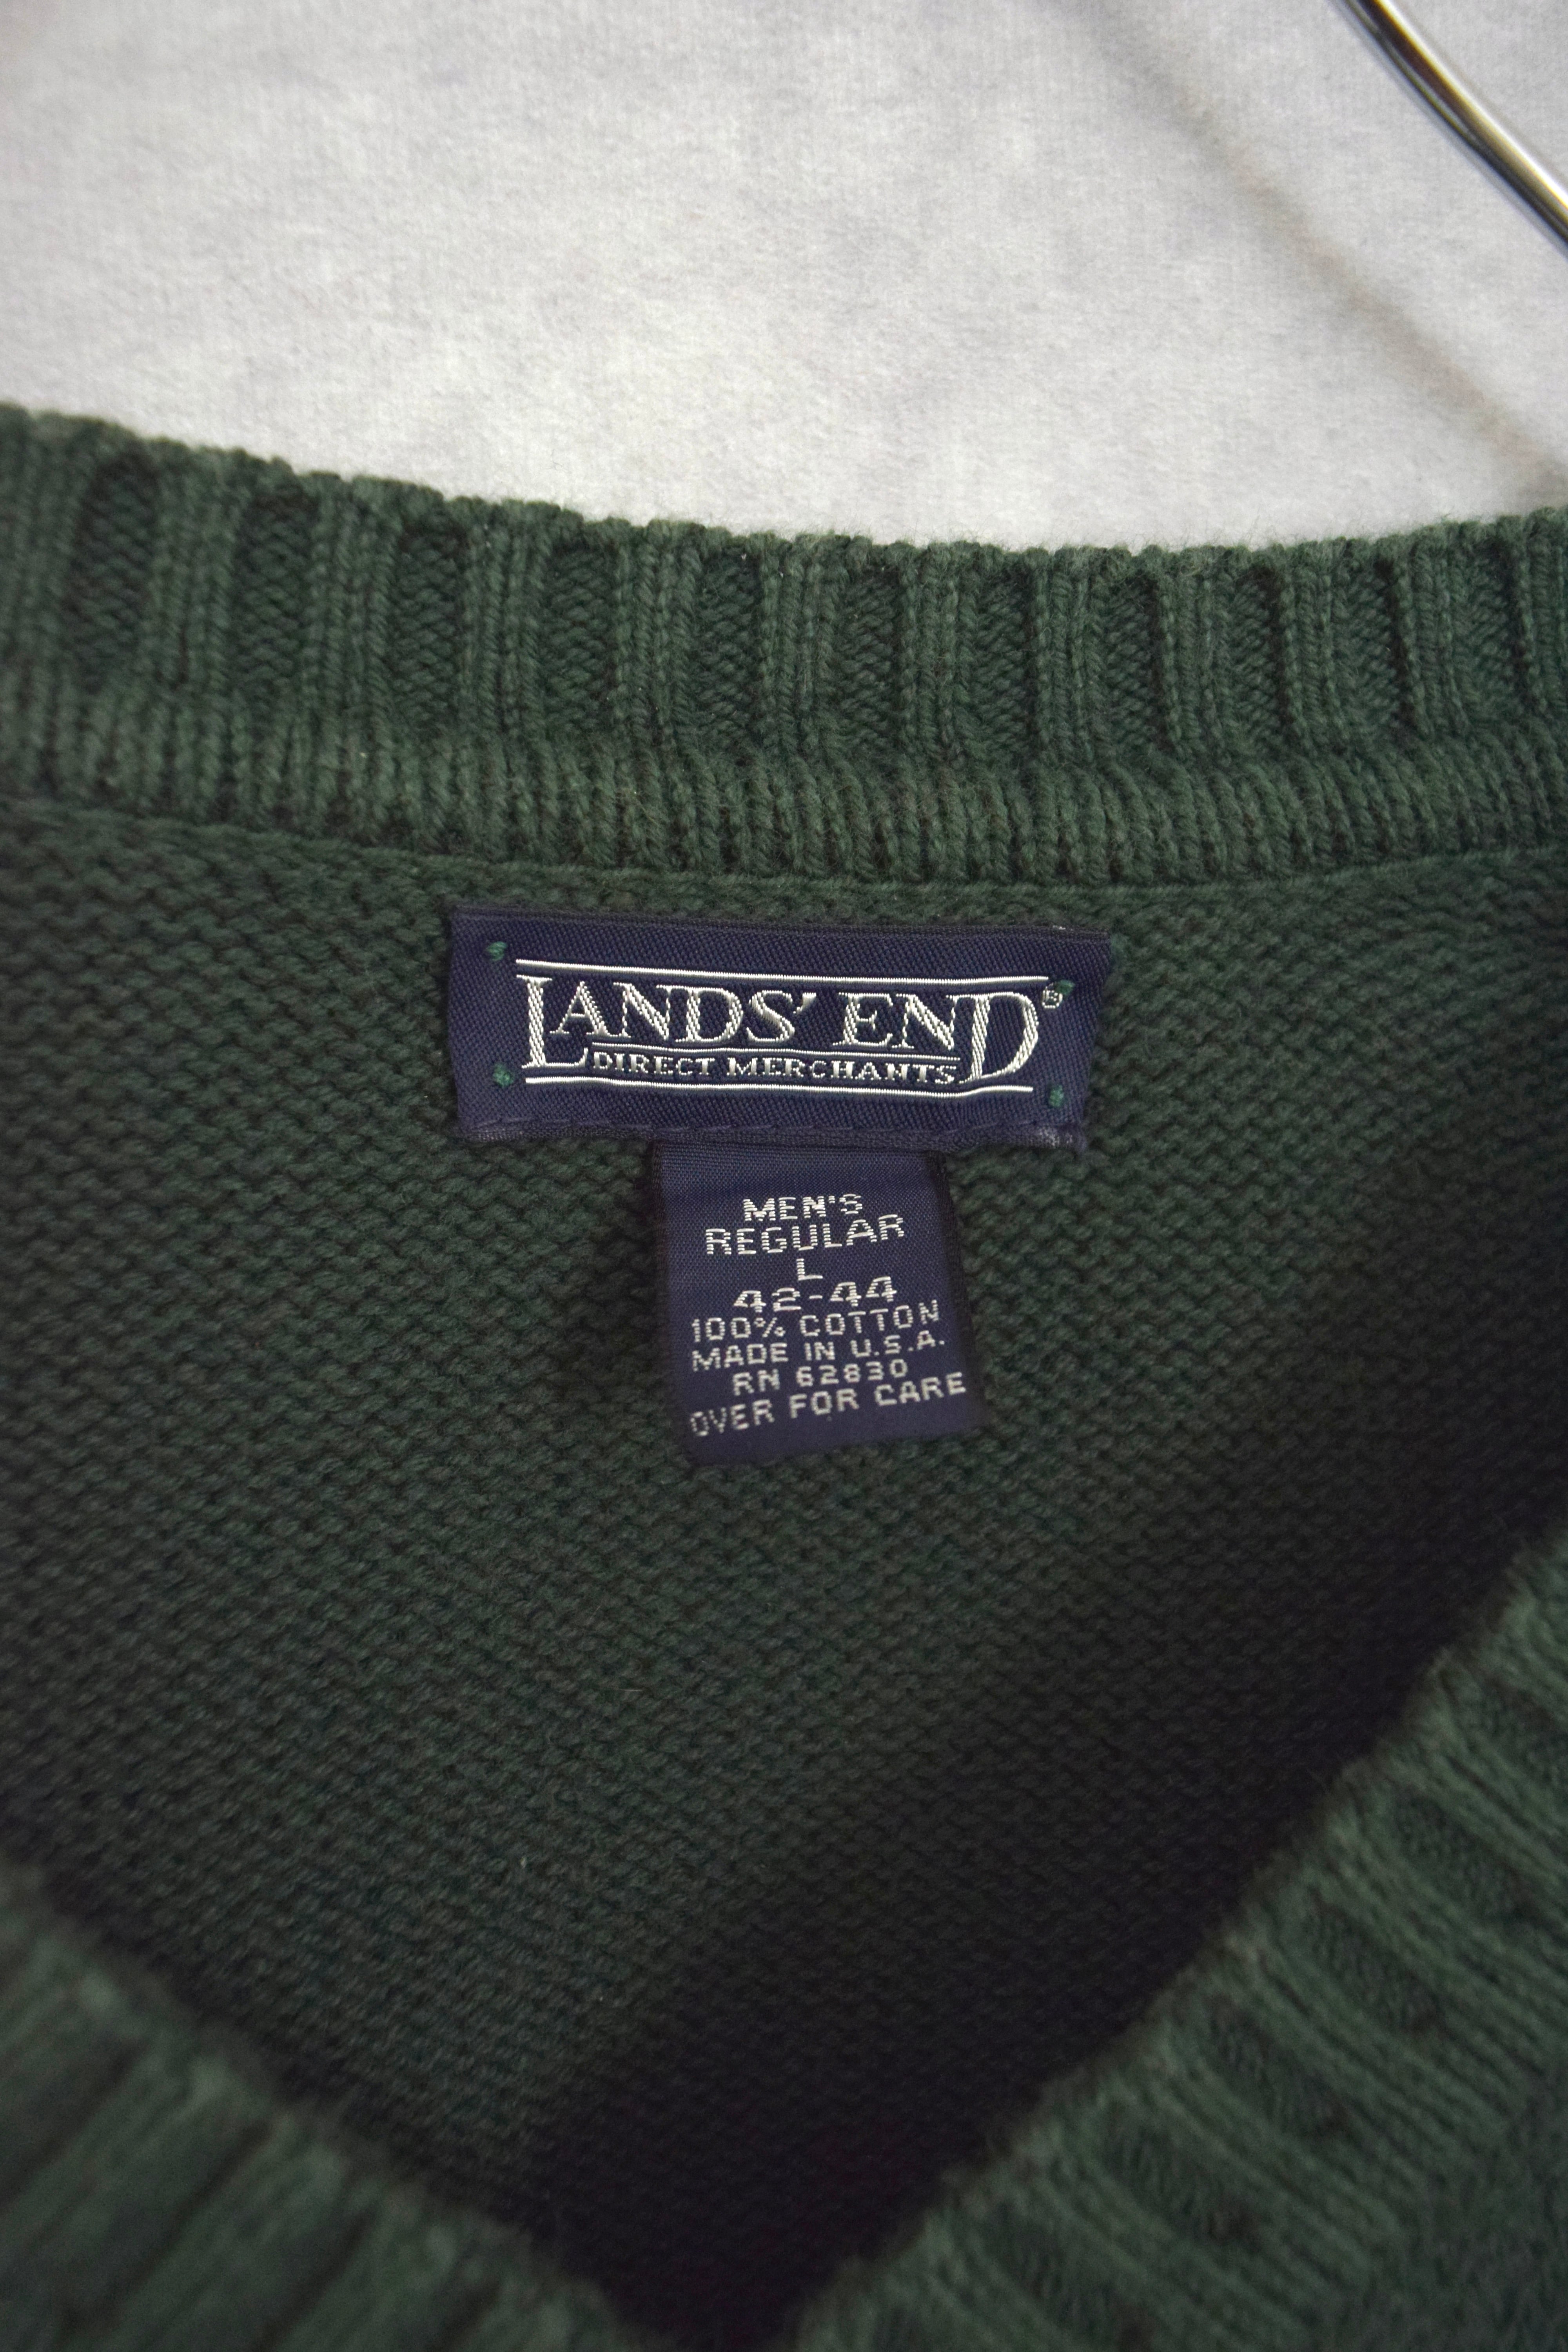 LANDS' END®
DIRECT MERCHANTS
MEN'S
REGULAR
L
42-44
100% COTTON
MADE IN U.S.A.
RN 62830
OVER FOR CARE